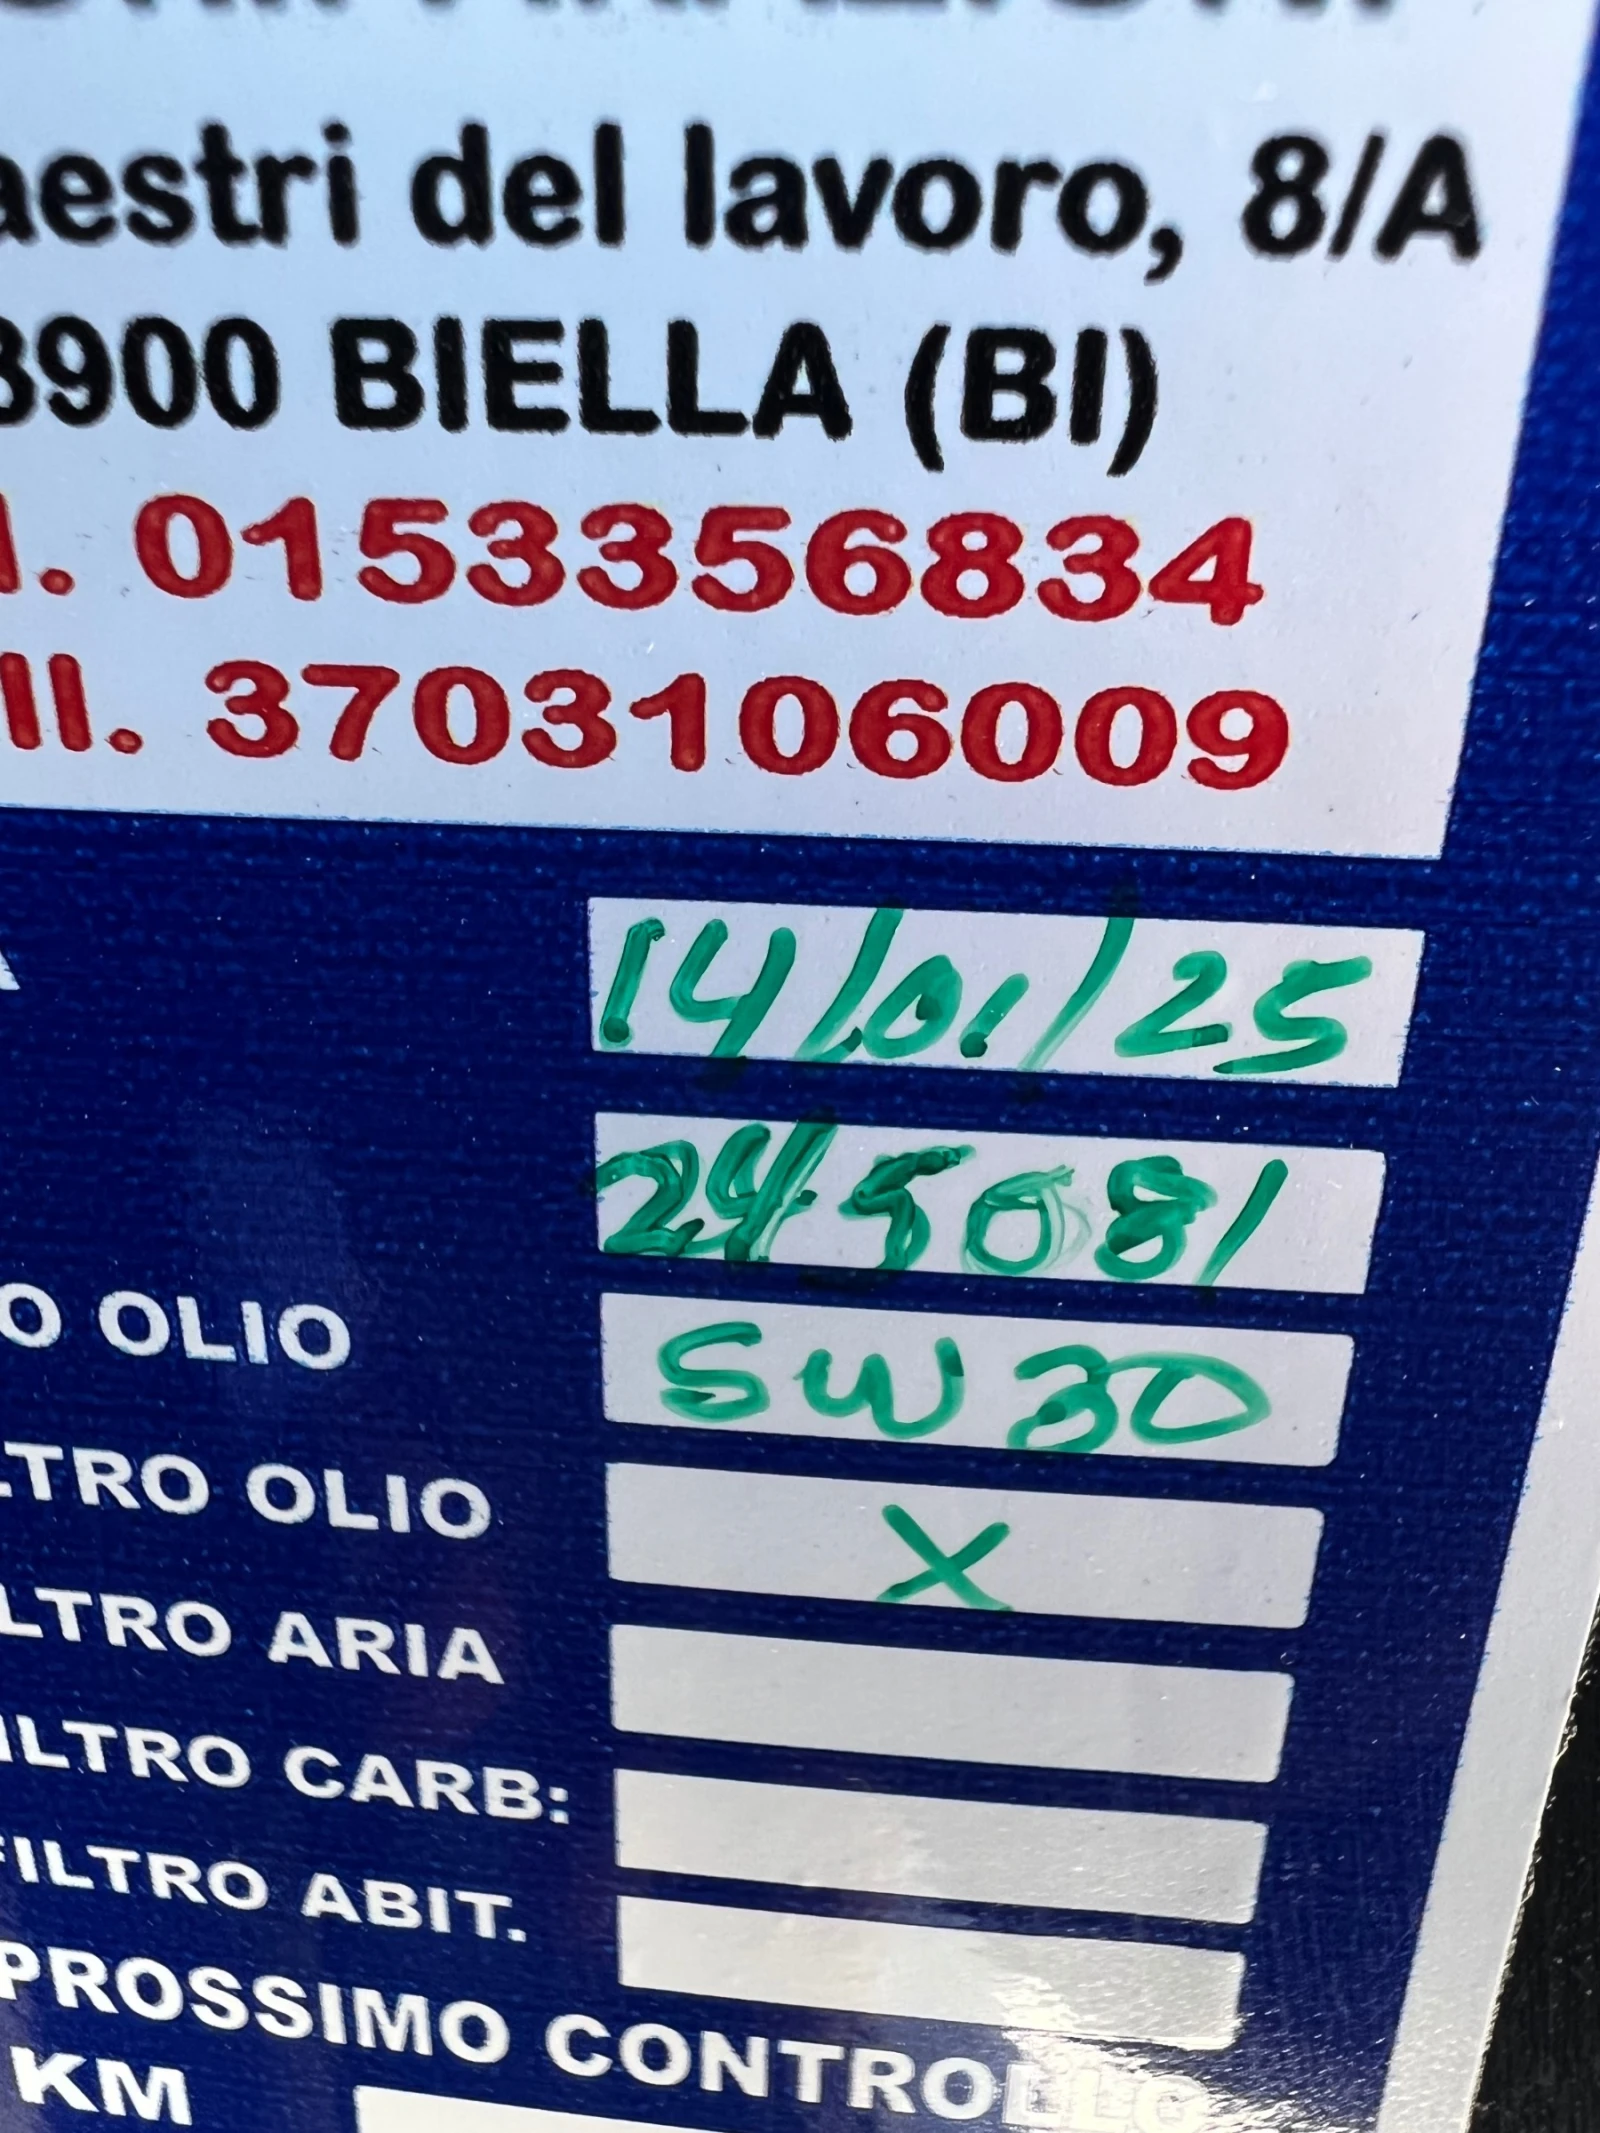 aestri del lavoro, 8/A
3900 BIELLA (BI)
l. 0153356834
ll. 3703106009
A 14/01/25
245081
O OLIO 5W30
LTRO OLIO X
LTRO ARIA
ILTRO CARB:
FILTRO ABIT.
PROSSIMO CONTROLLO
KM